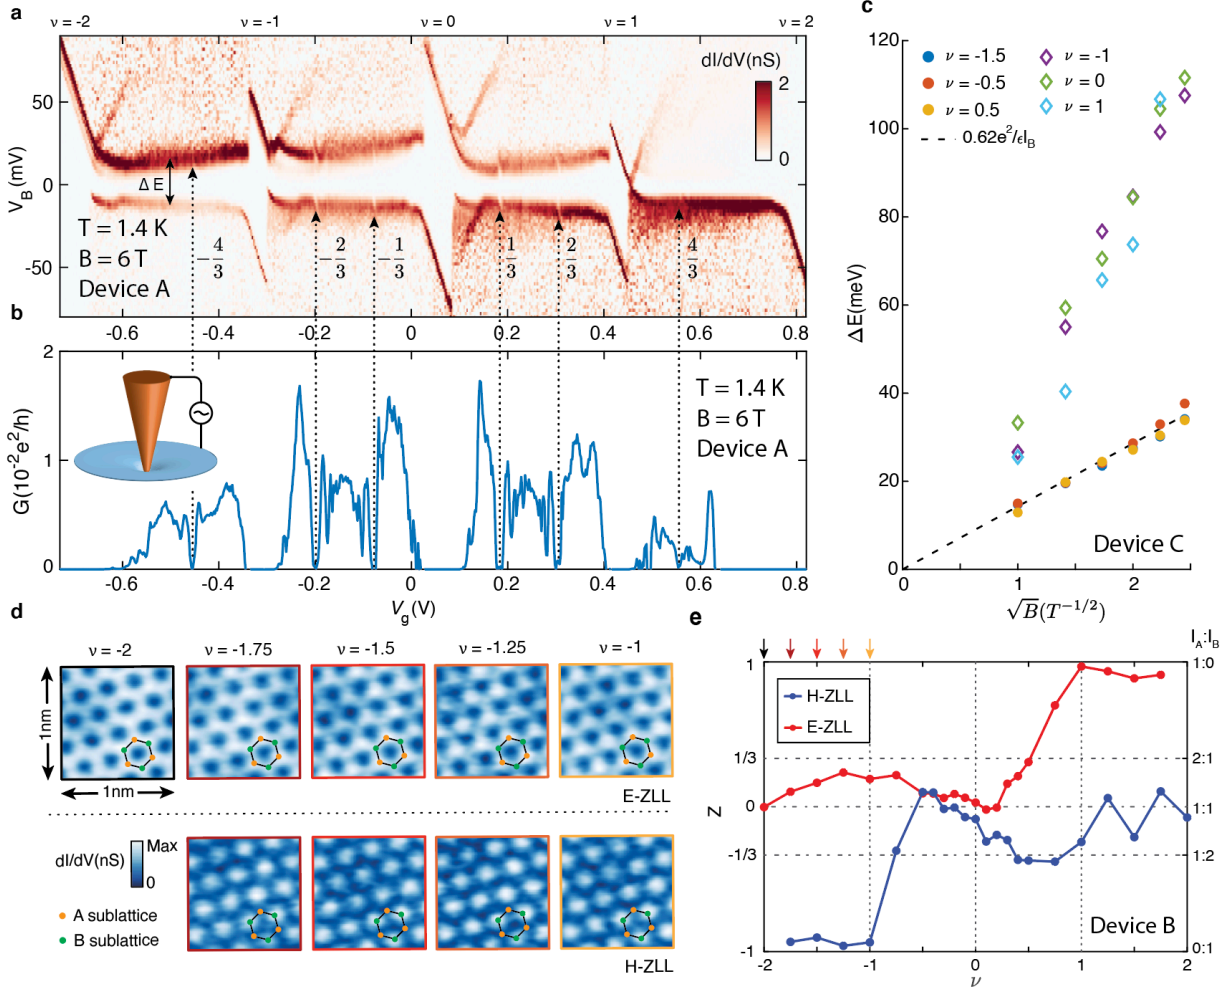 a
ν = -2 ν = -1 ν = 0 ν = 1 ν = 2
dI/dV(nS)
2
0
50
0
-50
V_B (mV)
ΔE
T = 1.4 K
B = 6 T
Device A
-4/3 -2/3 -1/3 1/3 2/3 4/3
-0.6 -0.4 -0.2 0 0.2 0.4 0.6 0.8
b
2
1
0
G(10⁻²e²/h)
T = 1.4 K
B = 6 T
Device A
-0.6 -0.4 -0.2 0 0.2 0.4 0.6 0.8
V_g (V)
c
120
100
80
60
40
20
0
ΔE(meV)
ν = -1.5 ν = -1
ν = -0.5 ν = 0
ν = 0.5 ν = 1
0.62e²/ϵl_B
Device C
0 1 2
√B(T^{-1/2})
d
ν = -2 ν = -1.75 ν = -1.5 ν = -1.25 ν = -1
1nm
1nm
E-ZLL
dI/dV(nS)
Max
0
A sublattice
B sublattice
H-ZLL
e
I_A:I_B
1 1:0
1/3 2:1
0 1:1
-1/3 1:2
-1 0:1
Z
H-ZLL
E-ZLL
Device B
-2 -1 0 1 2
ν